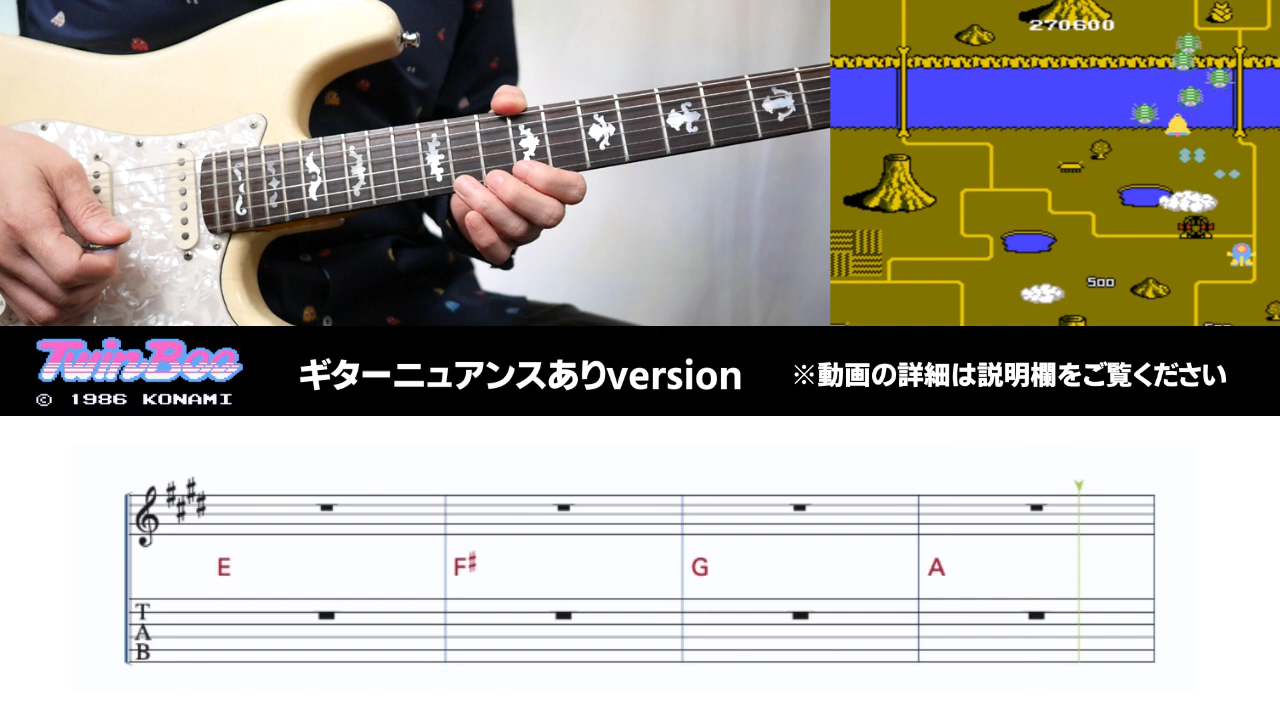 270600
500
TwinBee
© 1986 KONAMI
ギターニュアンスありversion
※動画の詳細は説明欄をご覧ください
E F♯ G A
T
A
B